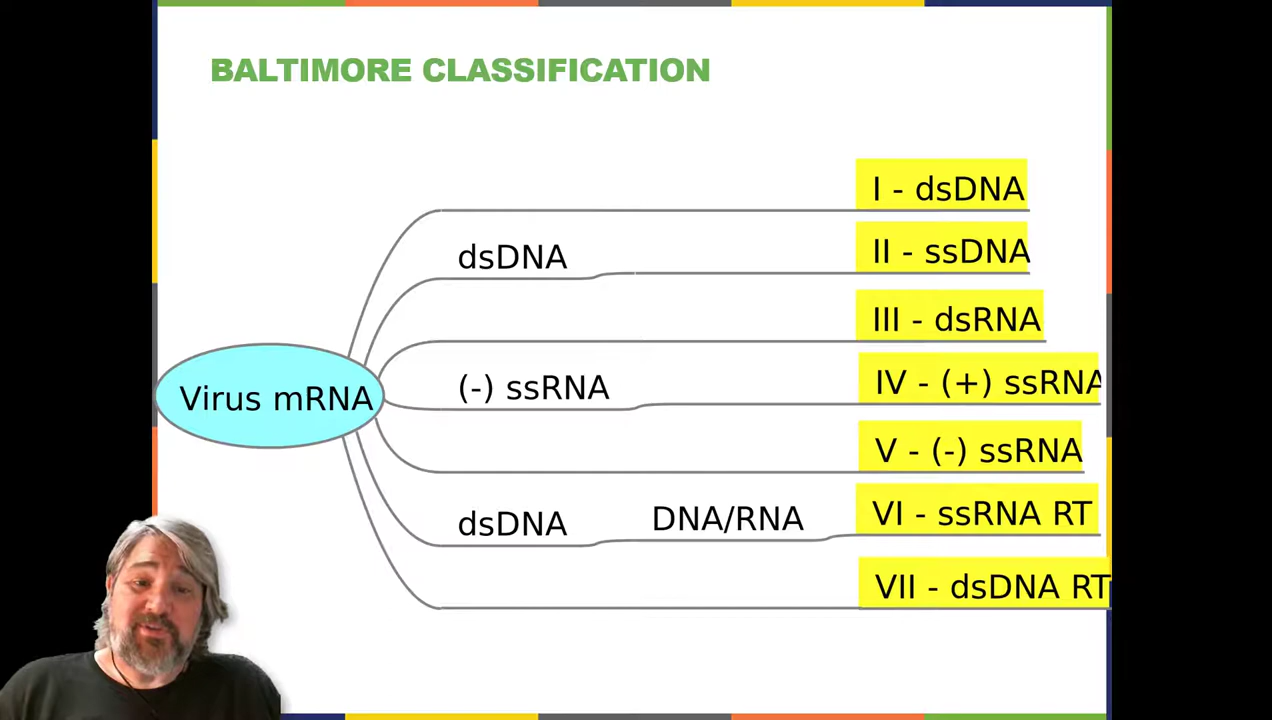 BALTIMORE CLASSIFICATION
I - dsDNA
dsDNA
II - ssDNA
III - dsRNA
(-) ssRNA
IV - (+) ssRNA
Virus mRNA
V - (-) ssRNA
dsDNA
DNA/RNA
VI - ssRNA RT
VII - dsDNA RT